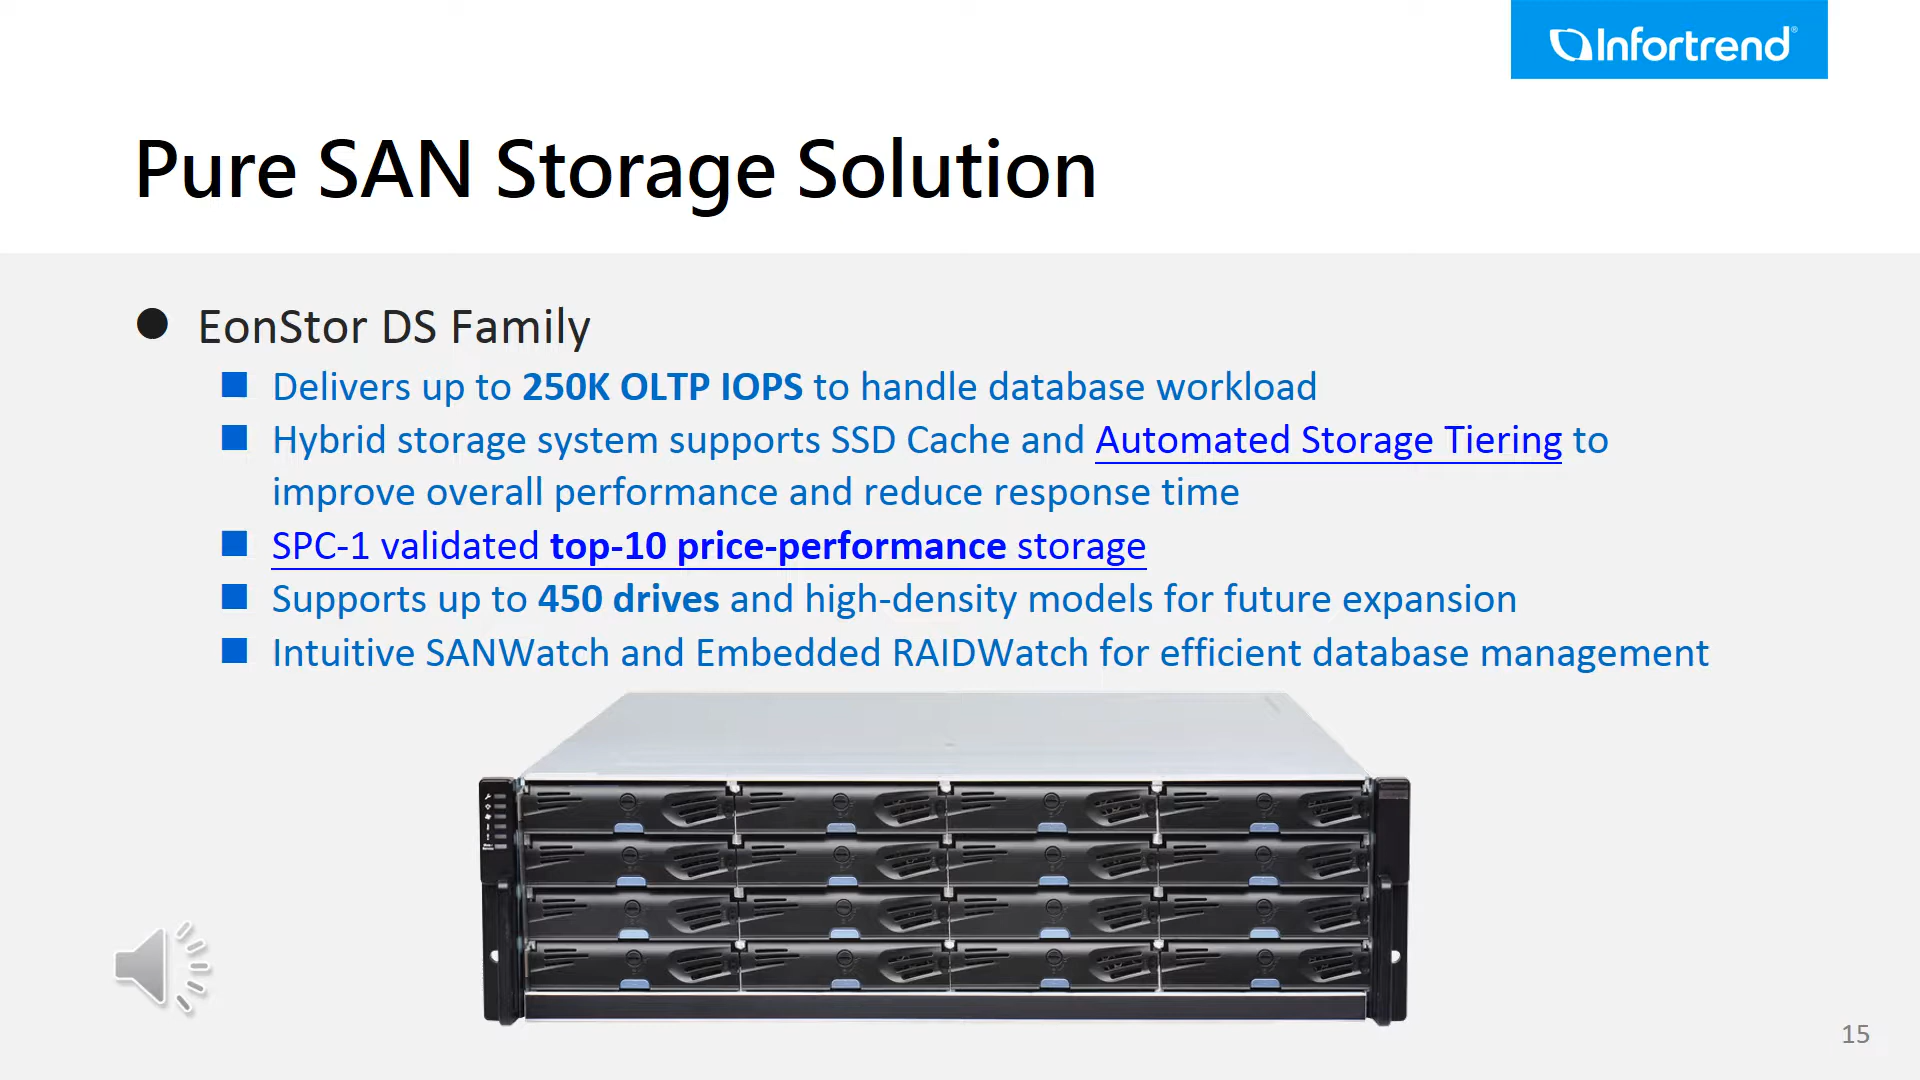 Infortrend®
Pure SAN Storage Solution
EonStor DS Family
Delivers up to 250K OLTP IOPS to handle database workload
Hybrid storage system supports SSD Cache and Automated Storage Tiering to
improve overall performance and reduce response time
SPC-1 validated top-10 price-performance storage
Supports up to 450 drives and high-density models for future expansion
Intuitive SANWatch and Embedded RAIDWatch for efficient database management
15